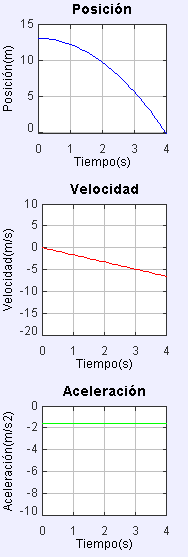 Posición
15
10
5
0
Posición(m)
0 1 2 3 4
Tiempo(s)
Velocidad
10
5
0
-5
-10
-15
-20
Velocidad(m/s)
0 1 2 3 4
Tiempo(s)
Aceleración
0
-2
-4
-6
-8
-10
Aceleración(m/s2)
0 1 2 3 4
Tiempo(s)